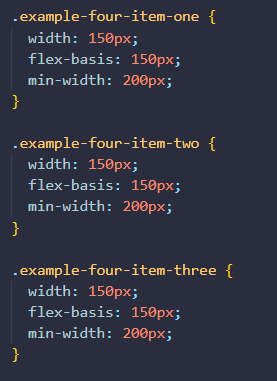 .example-four-item-one {
  width: 150px;
  flex-basis: 150px;
  min-width: 200px;
}

.example-four-item-two {
  width: 150px;
  flex-basis: 150px;
  min-width: 200px;
}

.example-four-item-three {
  width: 150px;
  flex-basis: 150px;
  min-width: 200px;
}